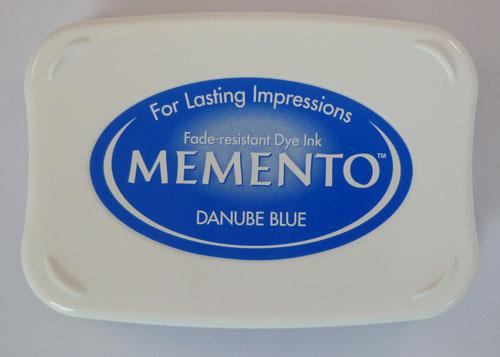 For Lasting Impressions
Fade-resistant Dye Ink
MEMENTO™
DANUBE BLUE